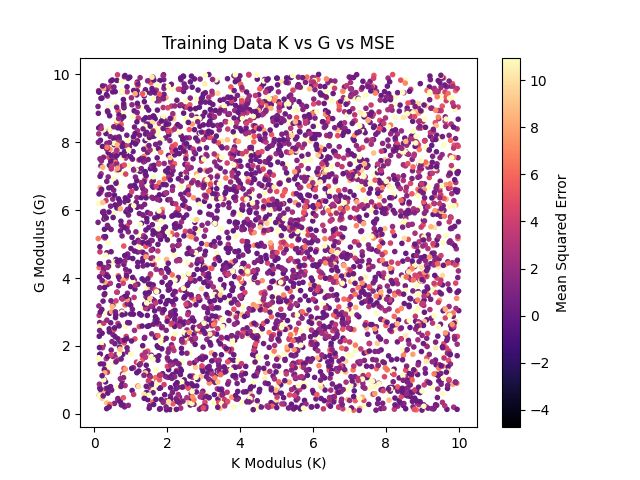 Training Data K vs G vs MSE
10
8
6
4
2
0
G Modulus (G)
0 2 4 6 8 10
K Modulus (K)
10
8
6
4
2
0
−2
−4
Mean Squared Error